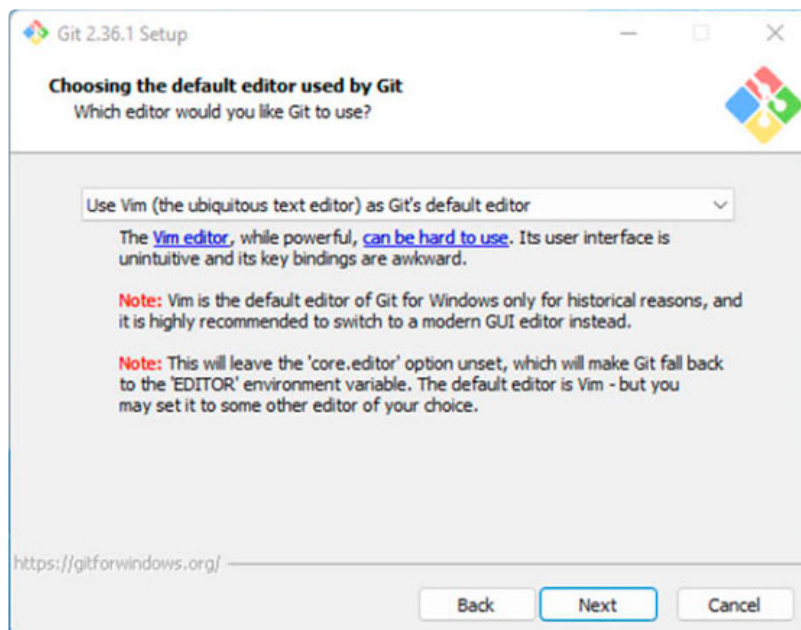 Git 2.36.1 Setup
Choosing the default editor used by Git
Which editor would you like Git to use?
Use Vim (the ubiquitous text editor) as Git's default editor
The Vim editor, while powerful, can be hard to use. Its user interface is
unintuitive and its key bindings are awkward.
Note: Vim is the default editor of Git for Windows only for historical reasons, and
it is highly recommended to switch to a modern GUI editor instead.
Note: This will leave the 'core.editor' option unset, which will make Git fall back
to the 'EDITOR' environment variable. The default editor is Vim - but you
may set it to some other editor of your choice.
https://gitforwindows.org/
Back Next Cancel